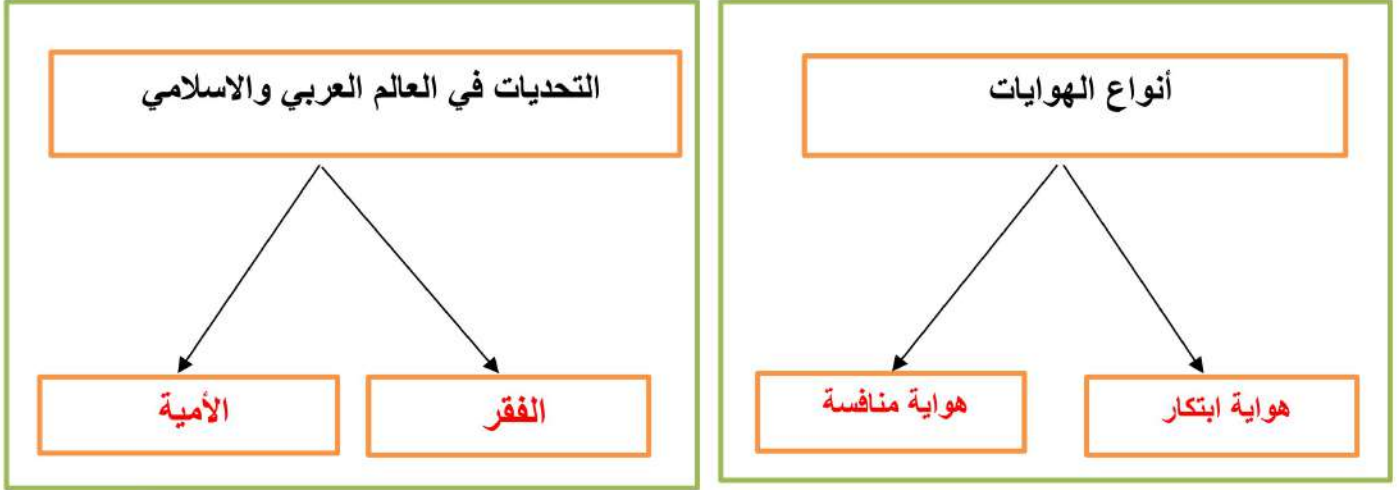 أنواع الهوايات
هواية ابتكار
هواية منافسة
التحديات في العالم العربي والاسلامي
الفقر
الأمية